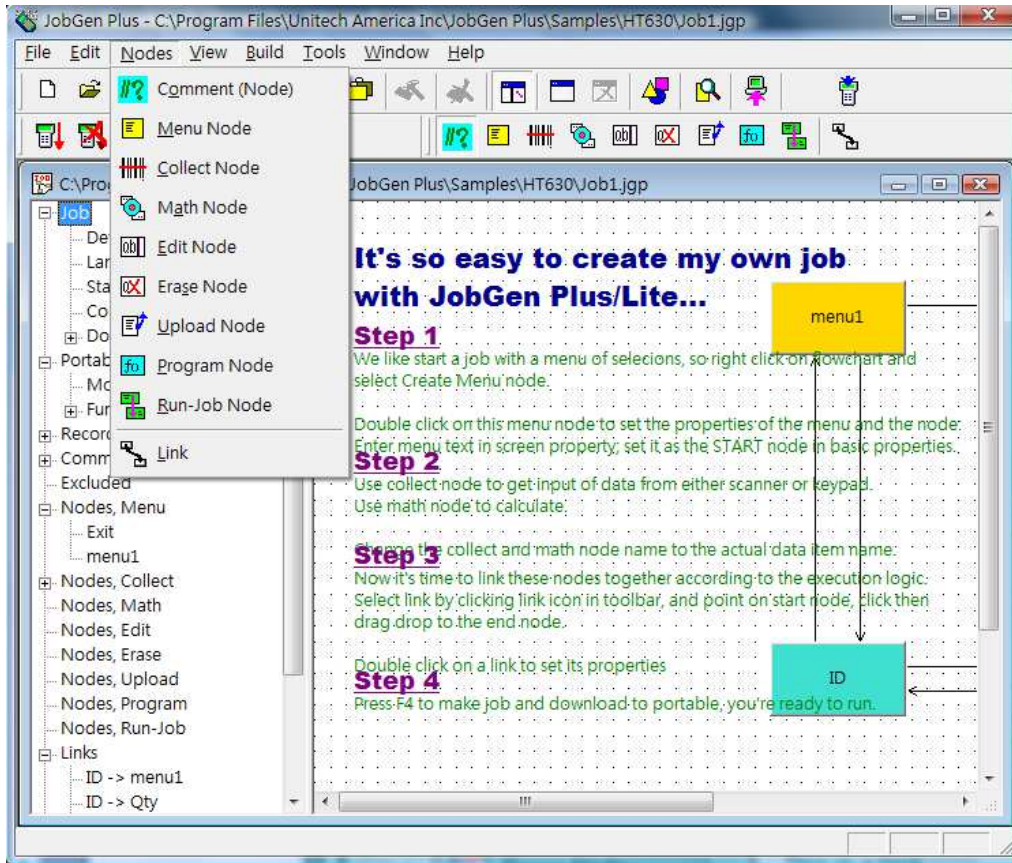 JobGen Plus - C:\Program Files\Unitech America Inc\JobGen Plus\Samples\HT630\Job1.jgp
File Edit Nodes View Build Tools Window Help
Comment (Node)
Menu Node
Collect Node
Math Node
Edit Node
Erase Node
Upload Node
Program Node
Run-Job Node
Link
C:\Pro JobGen Plus\Samples\HT630\Job1.jgp
Job
De
Lar
Sta
Co
Do
Portab
Mo
Fur
Record
Comm
Excluded
Nodes, Menu
Exit
menu1
Nodes, Collect
Nodes, Math
Nodes, Edit
Nodes, Erase
Nodes, Upload
Nodes, Program
Nodes, Run-Job
Links
ID -> menu1
ID -> Qty
It's so easy to create my own job
with JobGen Plus/Lite...
Step 1
We like start a job with a menu of selecions, so right click on flowchart and
select Create Menu node.
Double click on this menu node to set the properties of the menu and the node.
Enter menu text in screen property; set it as the START node in basic properties.
Step 2
Use collect node to get input of data from either scanner or keypad.
Use math node to calculate.
Change the collect and math node name to the actual data item name.
Step 3
Now it's time to link these nodes together according to the execution logic.
Select link by clicking link icon in toolbar, and point on start node, click then
drag drop to the end node.
Double click on a link to set its properties
Step 4
Press F4 to make job and download to portable, you're ready to run.
menu1
ID